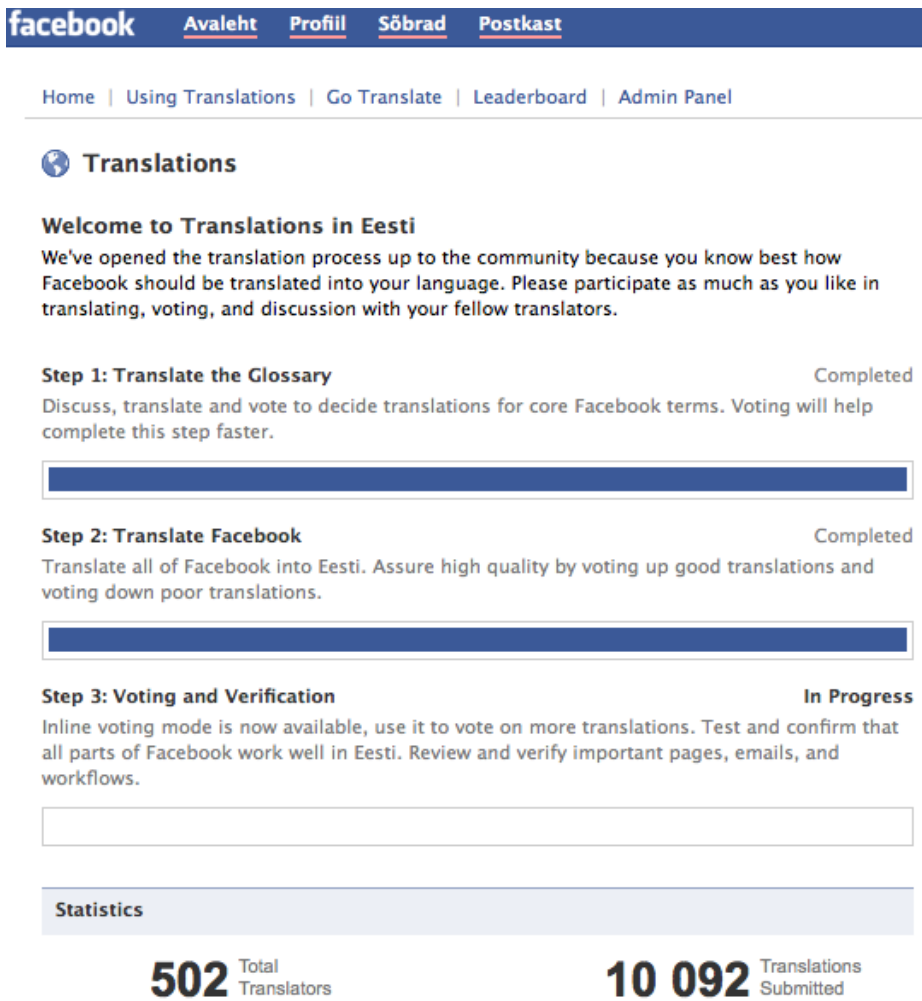 facebook Avaleht Profiil Sõbrad Postkast
Home | Using Translations | Go Translate | Leaderboard | Admin Panel
Translations
Welcome to Translations in Eesti
We've opened the translation process up to the community because you know best how
Facebook should be translated into your language. Please participate as much as you like in
translating, voting, and discussion with your fellow translators.
Step 1: Translate the Glossary Completed
Discuss, translate and vote to decide translations for core Facebook terms. Voting will help
complete this step faster.
Step 2: Translate Facebook Completed
Translate all of Facebook into Eesti. Assure high quality by voting up good translations and
voting down poor translations.
Step 3: Voting and Verification In Progress
Inline voting mode is now available, use it to vote on more translations. Test and confirm that
all parts of Facebook work well in Eesti. Review and verify important pages, emails, and
workflows.
Statistics
502 Total Translators 10 092 Translations Submitted